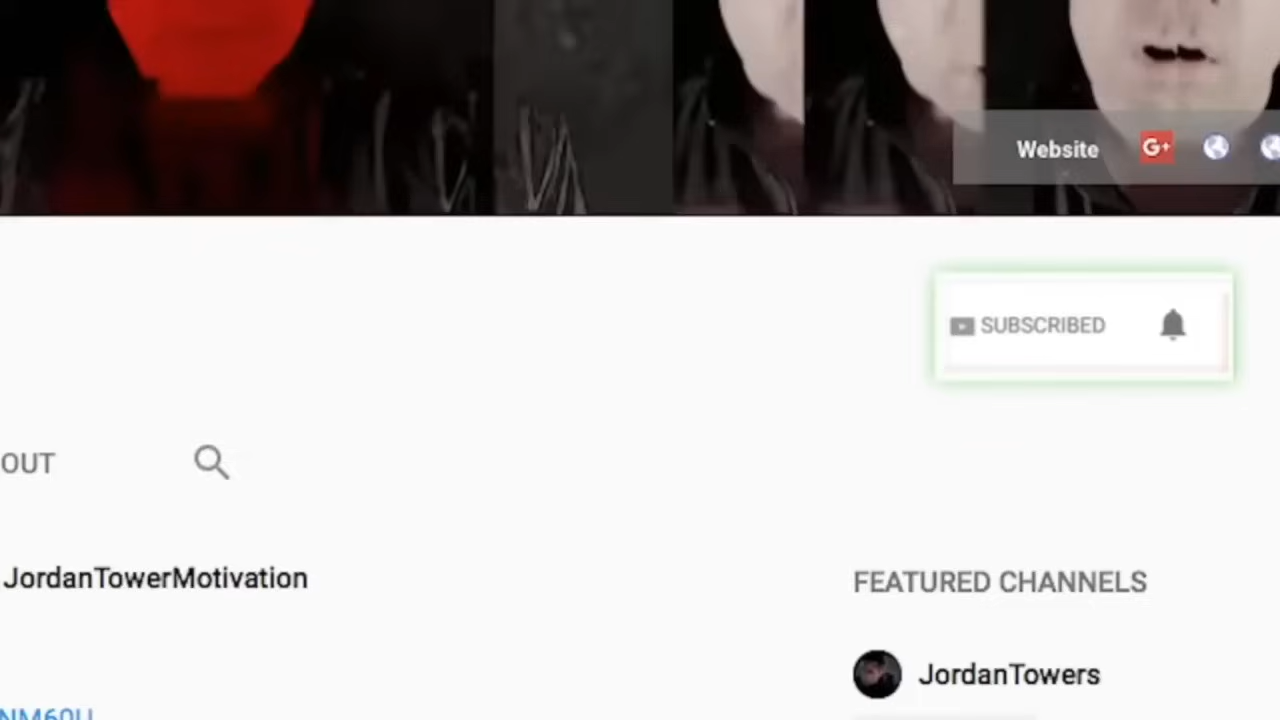 Website G+
SUBSCRIBED
OUT
JordanTowerMotivation
FEATURED CHANNELS
JordanTowers